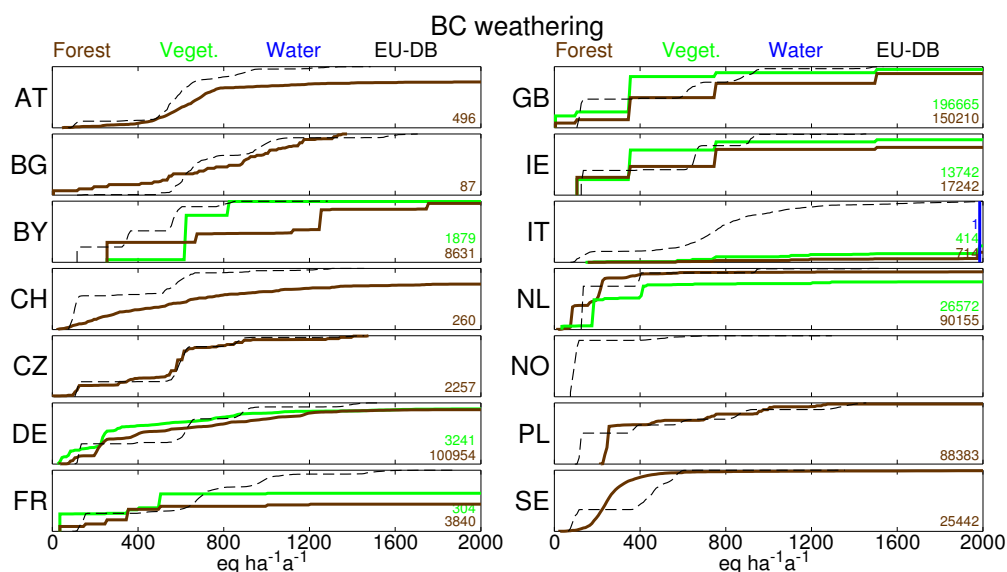 BC weathering
Forest Veget. Water EU-DB
AT
496
BG
87
BY
1879
8631
CH
260
CZ
2257
DE
3241
100954
FR
304
3840
0 400 800 1200 1600 2000
eq ha⁻¹a⁻¹
Forest Veget. Water EU-DB
GB
196665
150210
IE
13742
17242
IT
1
414
714
NL
26572
90155
NO
PL
88383
SE
25442
400 800 1200 1600 2000
eq ha⁻¹a⁻¹